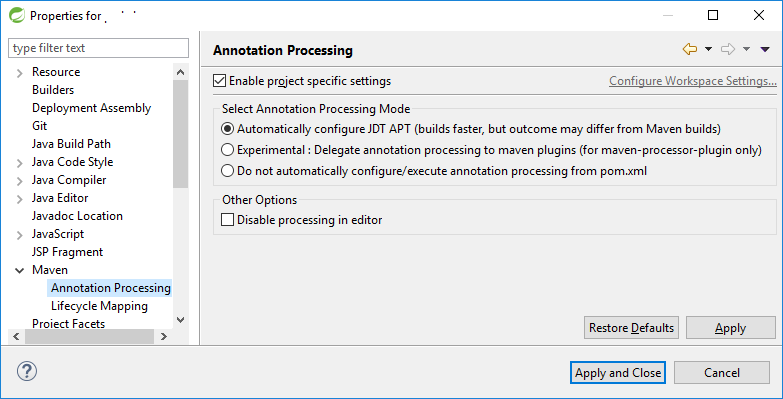 Properties for
type filter text
Resource
Builders
Deployment Assembly
Git
Java Build Path
Java Code Style
Java Compiler
Java Editor
Javadoc Location
JavaScript
JSP Fragment
Maven
Annotation Processing
Lifecycle Mapping
Project Facets
Annotation Processing
Enable project specific settings
Configure Workspace Settings...
Select Annotation Processing Mode
Automatically configure JDT APT (builds faster, but outcome may differ from Maven builds)
Experimental : Delegate annotation processing to maven plugins (for maven-processor-plugin only)
Do not automatically configure/execute annotation processing from pom.xml
Other Options
Disable processing in editor
Restore Defaults
Apply
?
Apply and Close
Cancel